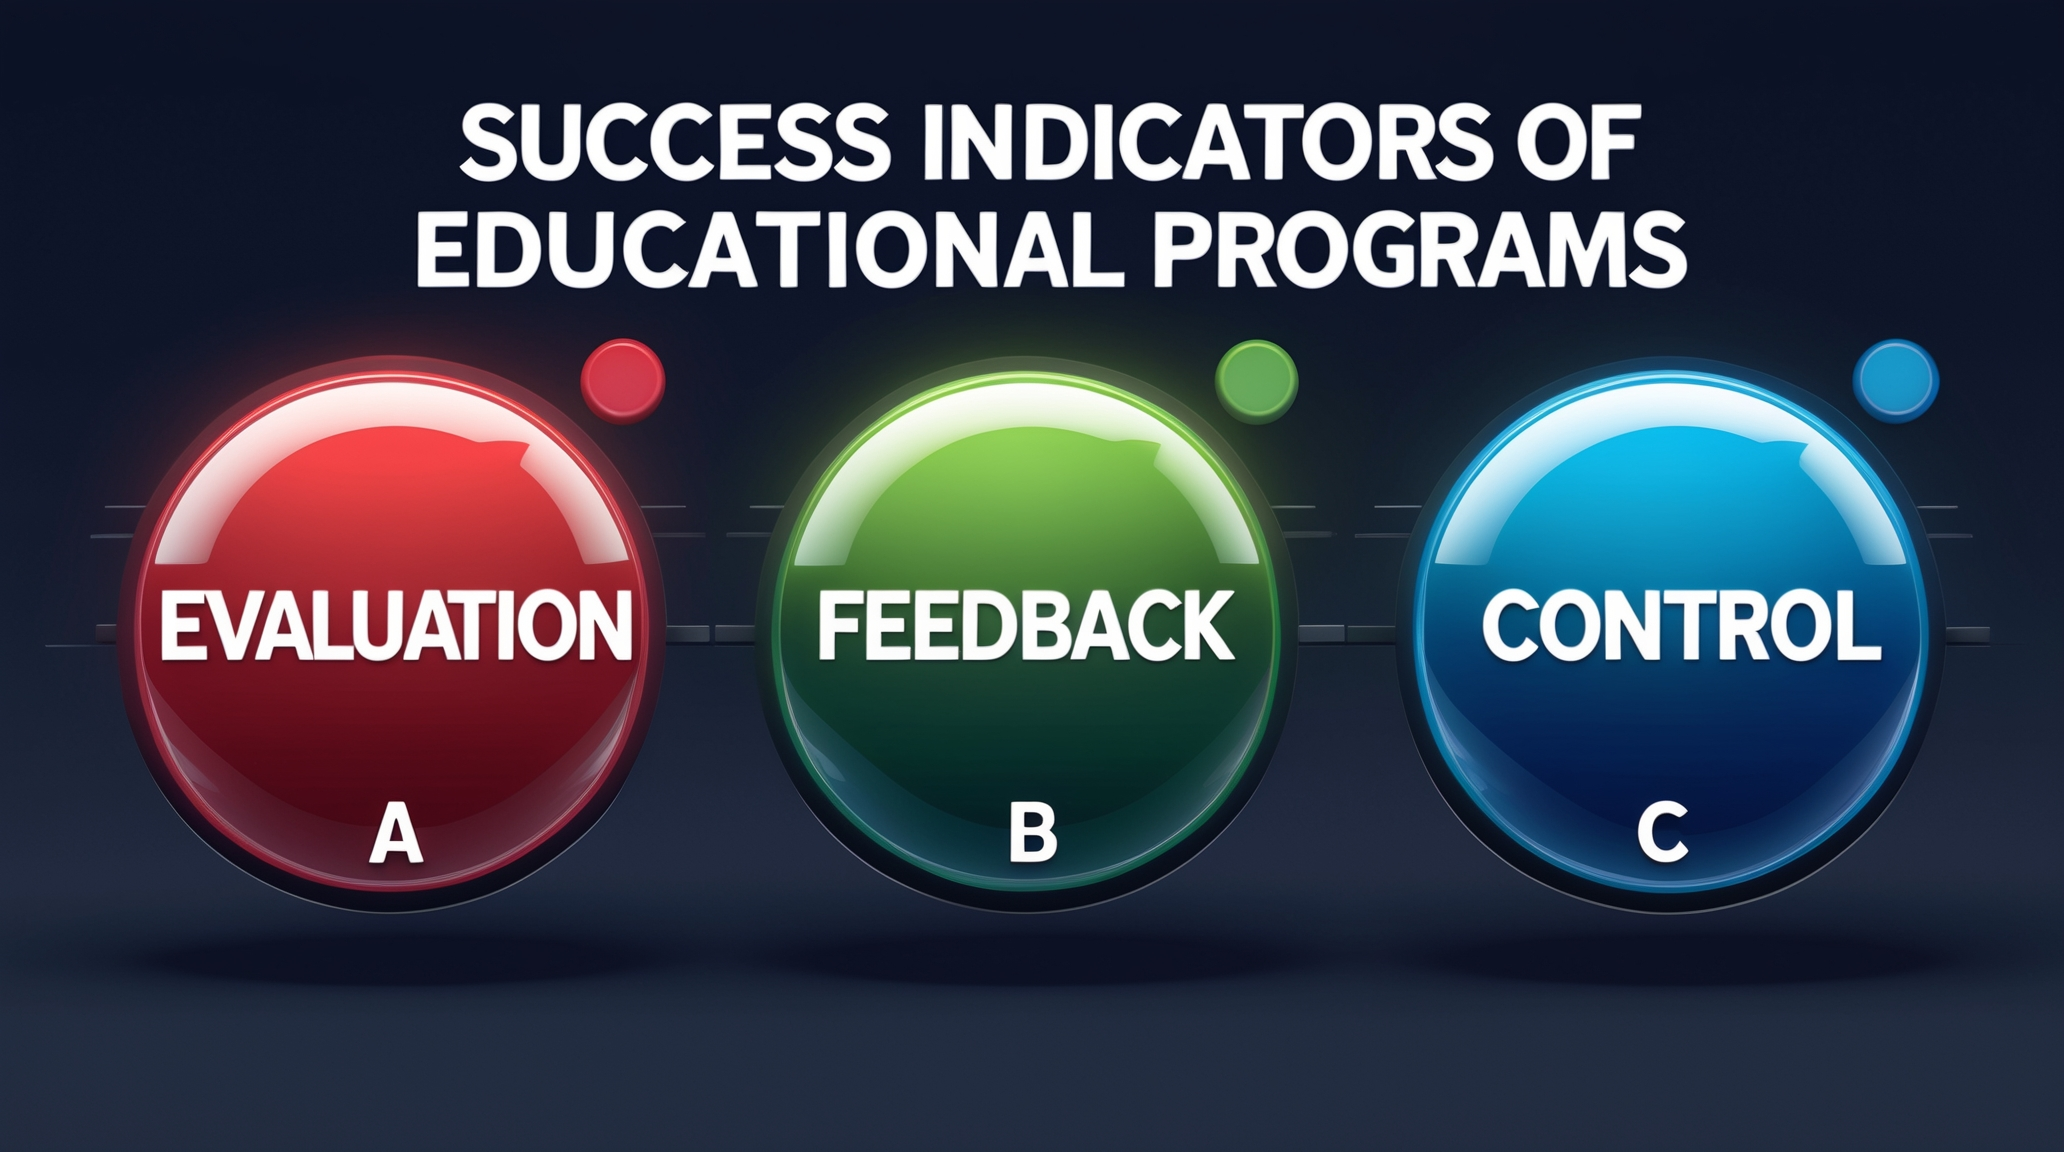 SUCCESS INDICATORS OF
EDUCATIONAL PROGRAMS
EVALUATION
A
FEEDBACK
B
CONTROL
C